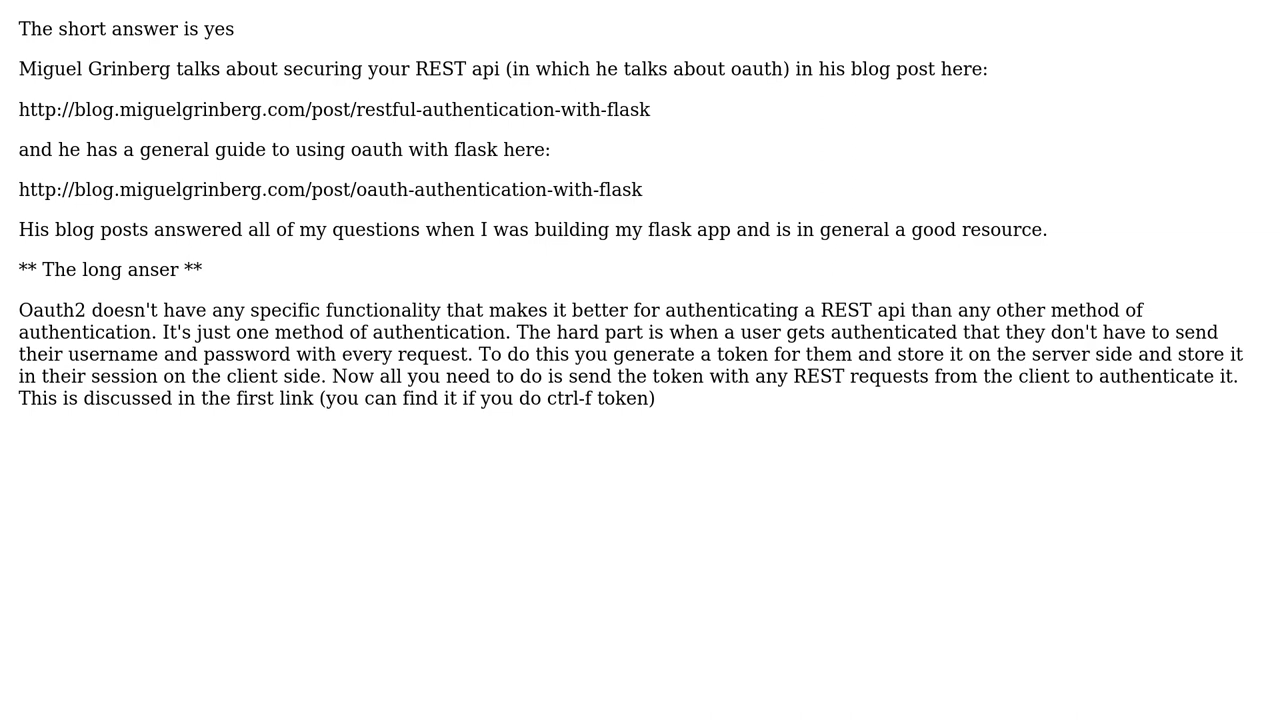 The short answer is yes
Miguel Grinberg talks about securing your REST api (in which he talks about oauth) in his blog post here:
http://blog.miguelgrinberg.com/post/restful-authentication-with-flask
and he has a general guide to using oauth with flask here:
http://blog.miguelgrinberg.com/post/oauth-authentication-with-flask
His blog posts answered all of my questions when I was building my flask app and is in general a good resource.
** The long anser **
Oauth2 doesn't have any specific functionality that makes it better for authenticating a REST api than any other method of
authentication. It's just one method of authentication. The hard part is when a user gets authenticated that they don't have to send
their username and password with every request. To do this you generate a token for them and store it on the server side and store it
in their session on the client side. Now all you need to do is send the token with any REST requests from the client to authenticate it.
This is discussed in the first link (you can find it if you do ctrl-f token)